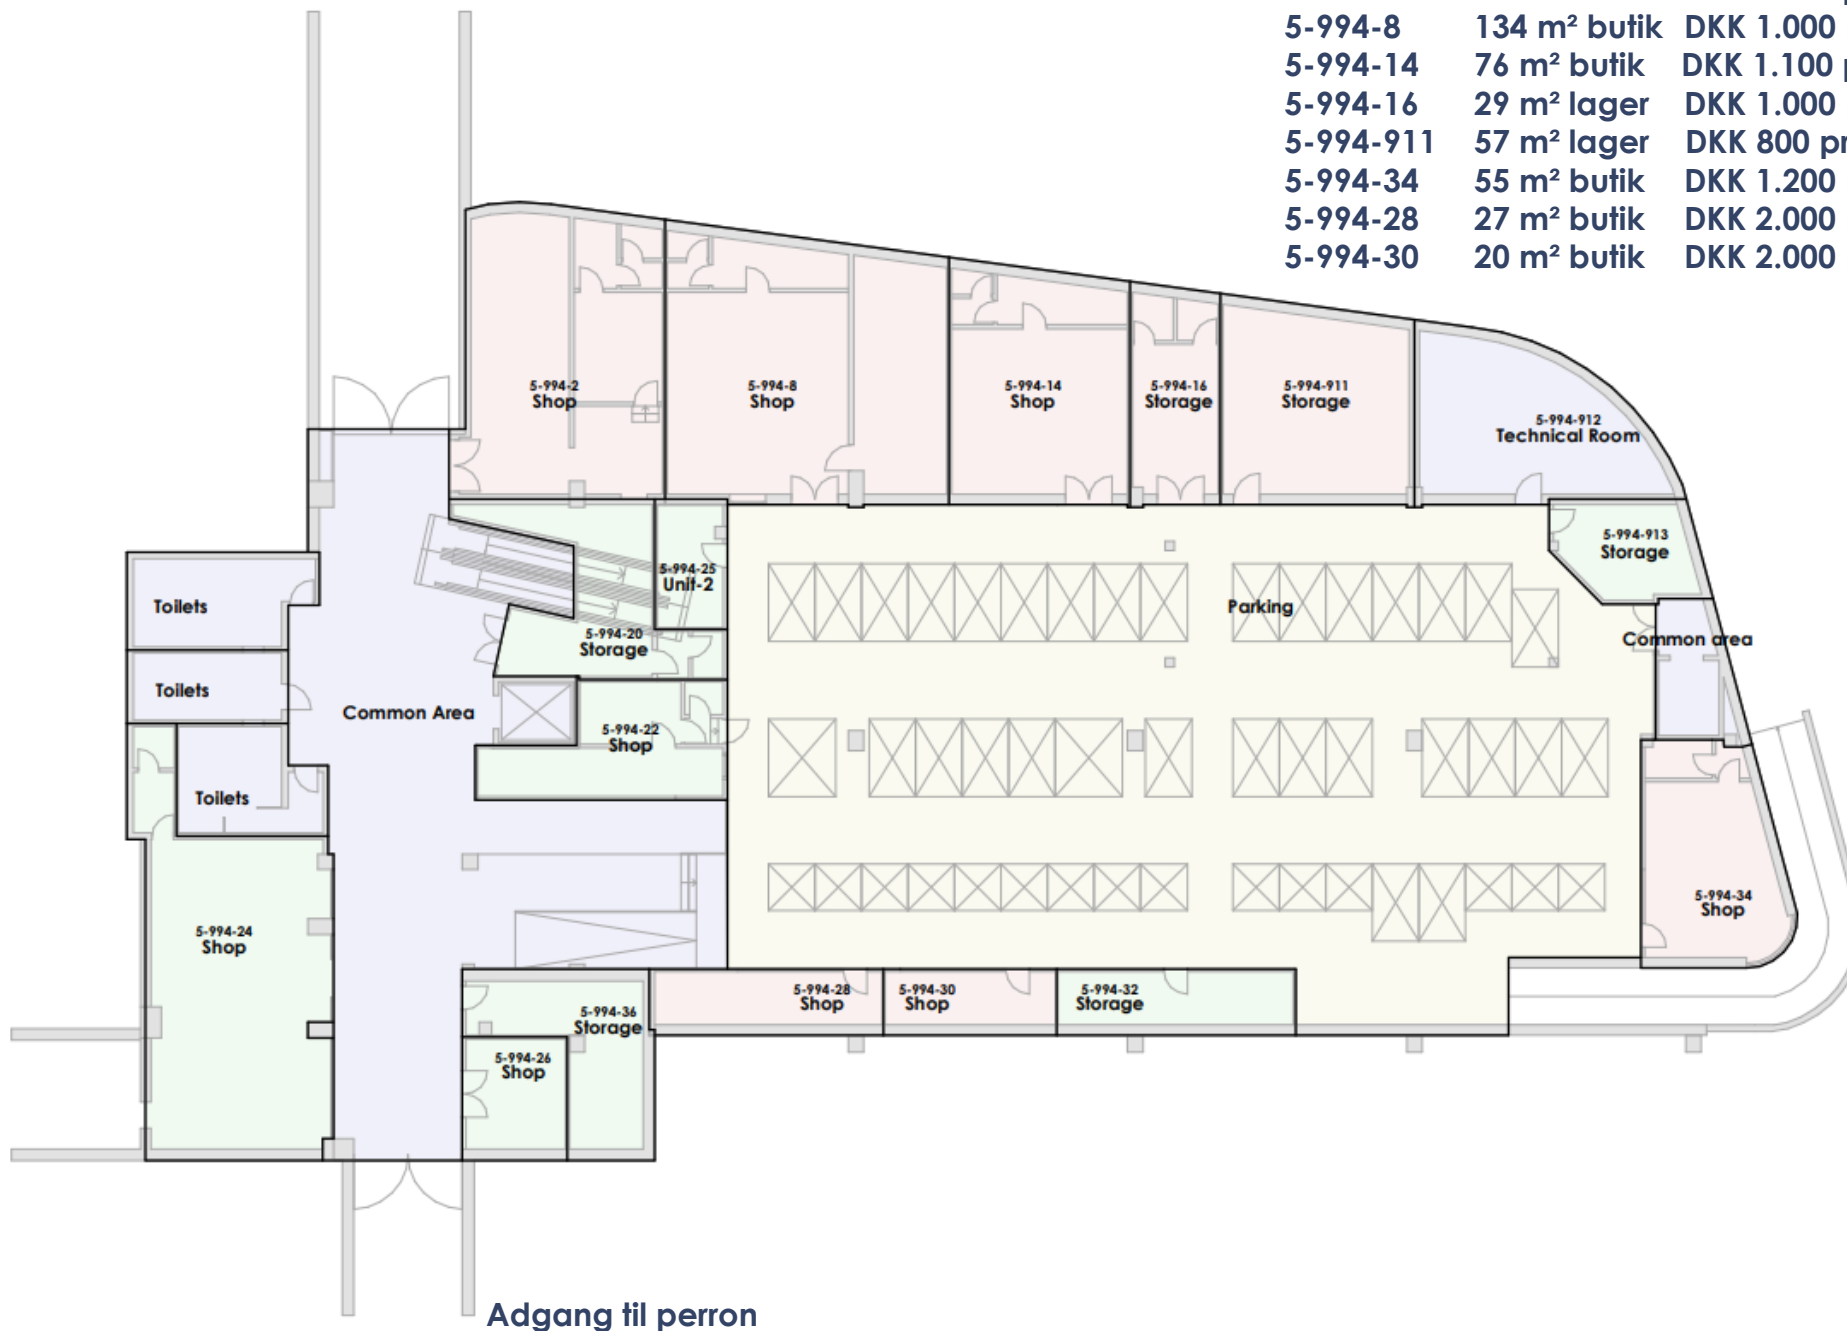 5-994-8 134 m² butik DKK 1.000
5-994-14 76 m² butik DKK 1.100
5-994-16 29 m² lager DKK 1.000
5-994-911 57 m² lager DKK 800 pr
5-994-34 55 m² butik DKK 1.200
5-994-28 27 m² butik DKK 2.000
5-994-30 20 m² butik DKK 2.000
5-994-2
Shop
5-994-8
Shop
5-994-14
Shop
5-994-16
Storage
5-994-911
Storage
5-994-912
Technical Room
5-994-913
Storage
5-994-25
Unit-2
Toilets
Parking
5-994-20
Storage
Common area
Toilets
Common Area
5-994-22
Shop
Toilets
5-994-34
Shop
5-994-24
Shop
5-994-28
Shop
5-994-30
Shop
5-994-32
Storage
5-994-36
Storage
5-994-26
Shop
Adgang til perron